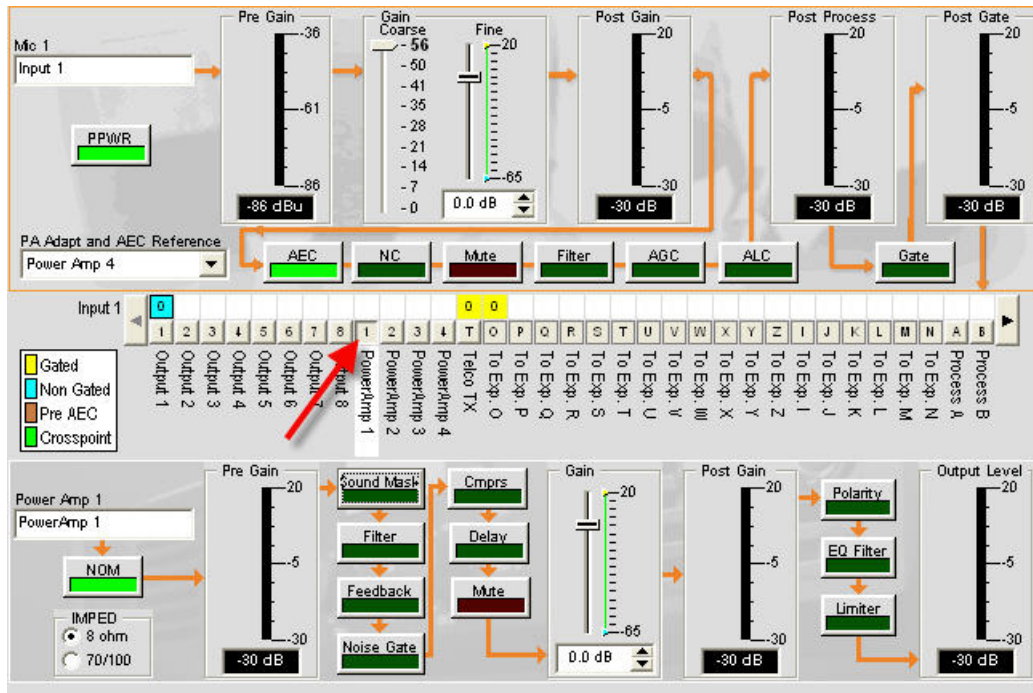 Pre Gain
Gain
Post Gain
Post Process
Post Gate
Coarse
Fine
Mic 1
Input 1
PPWR
-36
-61
-86
-86 dBu
- 56
- 50
- 41
- 35
- 28
- 21
- 14
- 7
- 0
20
-65
0.0 dB
20
-5
-30
-30 dB
20
-5
-30
-30 dB
20
-5
-30
-30 dB
PA Adapt and AEC Reference
Power Amp 4
AEC
NC
Mute
Filter
AGC
ALC
Gate
Input 1
0 0 0
1 2 3 4 5 6 7 8 1 2 3 4 T O P Q R S T U V W X Y Z I J K L M N A B
Output 1
Output 2
Output 3
Output 4
Output 5
Output 6
Output 7
Output 8
PowerAmp 1
PowerAmp 2
PowerAmp 3
PowerAmp 4
Telco TX
To Exp. O
To Exp. P
To Exp. Q
To Exp. R
To Exp. S
To Exp. T
To Exp. U
To Exp. V
To Exp. W
To Exp. X
To Exp. Y
To Exp. Z
To Exp. I
To Exp. J
To Exp. K
To Exp. L
To Exp. M
To Exp. N
Process A
Process B
Gated
Non Gated
Pre AEC
Crosspoint
Power Amp 1
PowerAmp 1
NOM
IMPED
8 ohm
70/100
Pre Gain
20
-5
-30
-30 dB
Sound Mask
Filter
Feedback
Noise Gate
Cmprs
Delay
Mute
Gain
20
-65
0.0 dB
Post Gain
20
-5
-30
-30 dB
Polarity
EQ Filter
Limiter
Output Level
20
-5
-30
-30 dB